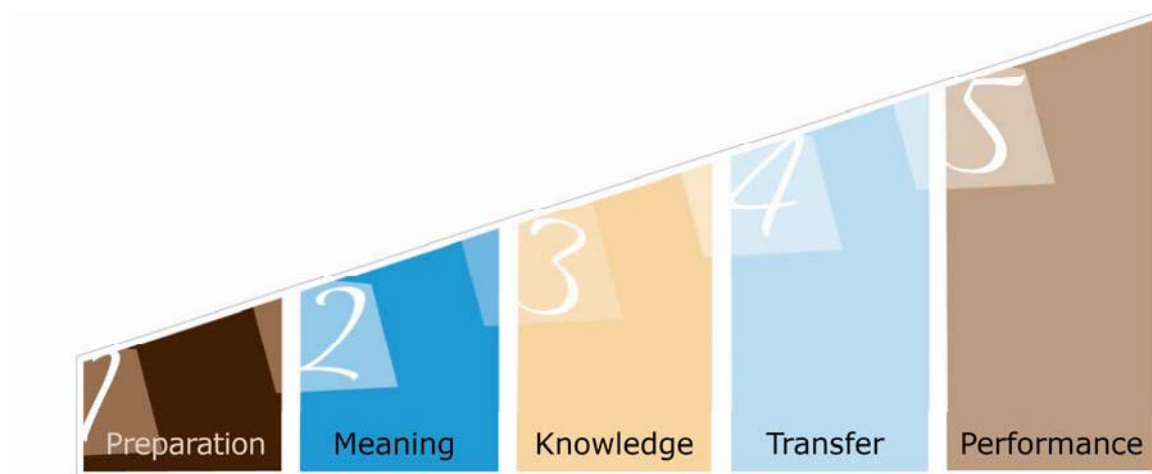 1
2
3
4
5
Preparation
Meaning
Knowledge
Transfer
Performance